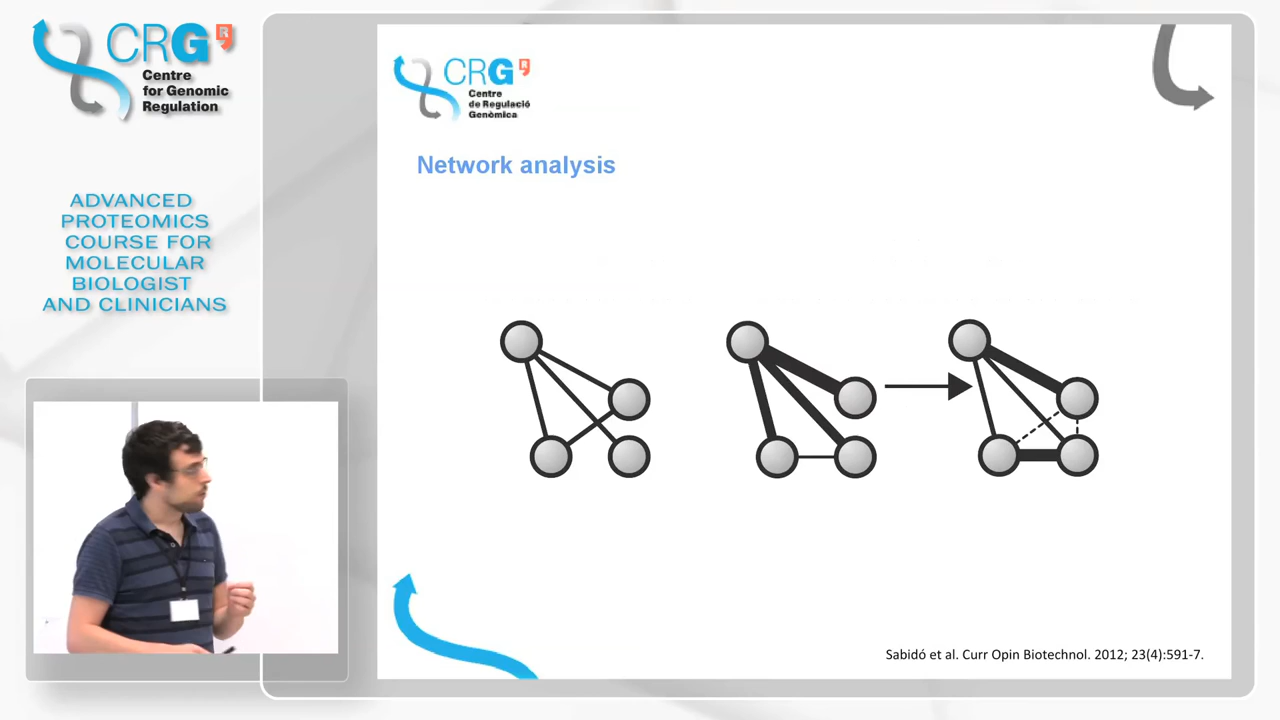 CRG R
Centre
for Genomic
Regulation
ADVANCED
PROTEOMICS
COURSE FOR
MOLECULAR
BIOLOGIST
AND CLINICIANS
CRG R
Centre
de Regulació
Genòmica
Network analysis
Sabidó et al. Curr Opin Biotechnol. 2012; 23(4):591-7.